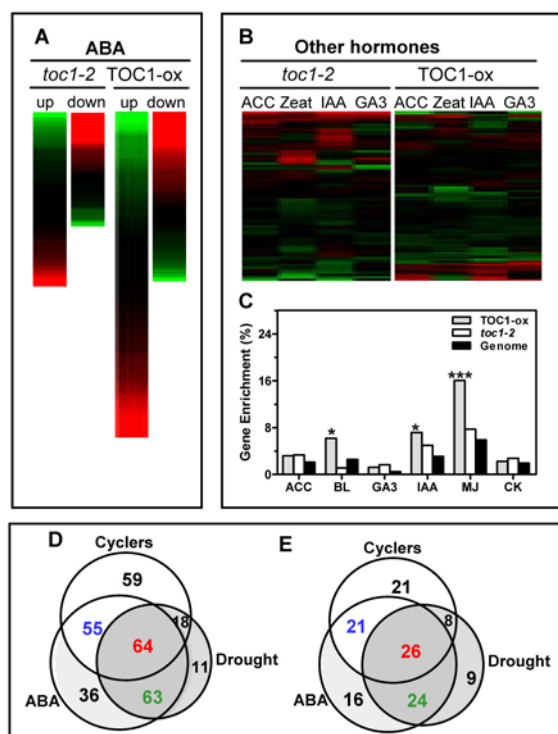 A
ABA
toc1-2 TOC1-ox
up down up down
B
Other hormones
toc1-2 TOC1-ox
ACC Zeat IAA GA3 ACC Zeat IAA GA3
C
Gene Enrichment (%)
24
16
8
0
TOC1-ox
toc1-2
Genome
* * ***
ACC BL GA3 IAA MJ CK
D
Cyclers
59
55 18
64
Drought
11
ABA 36 63
E
Cyclers
21
21 8
26
Drought
9
ABA 16 24